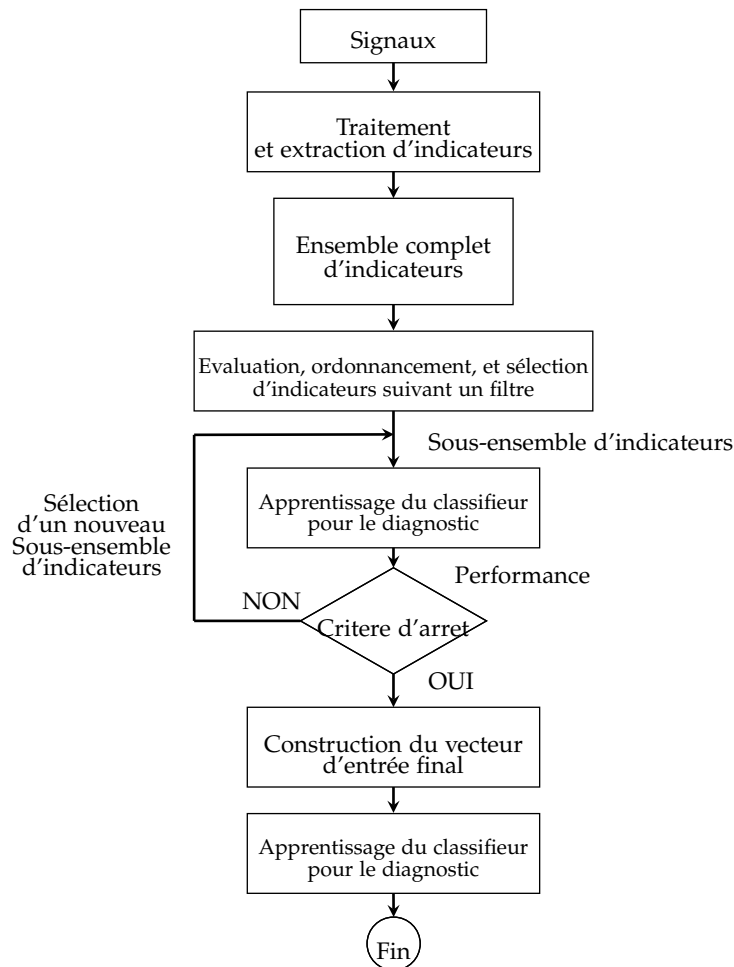 Signaux
Traitement
et extraction d'indicateurs
Ensemble complet
d'indicateurs
Evaluation, ordonnancement, et sélection
d'indicateurs suivant un filtre
Sous-ensemble d'indicateurs
Sélection
d'un nouveau
Sous-ensemble
d'indicateurs
Apprentissage du classifieur
pour le diagnostic
Performance
NON
Critere d'arret
OUI
Construction du vecteur
d'entrée final
Apprentissage du classifieur
pour le diagnostic
Fin